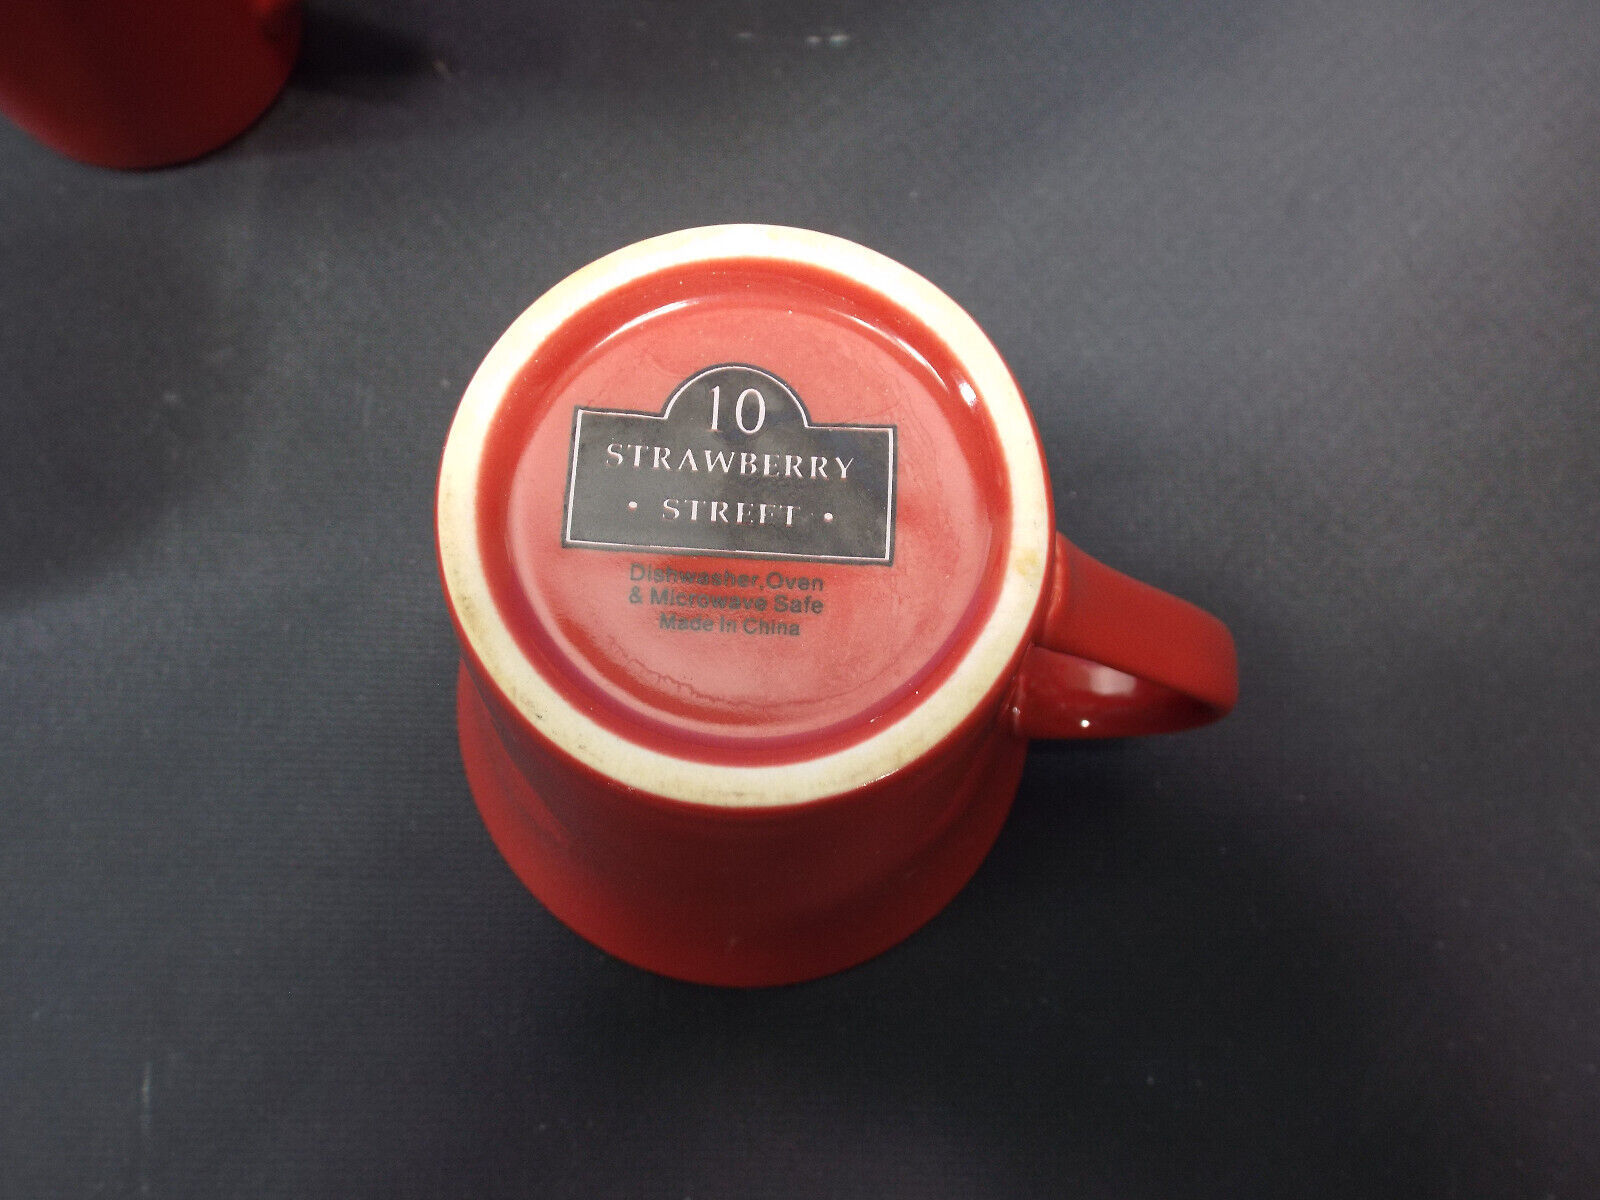 10
STRAWBERRY
• STREET •
Dishwasher,Oven
& Microwave Safe
Made In China